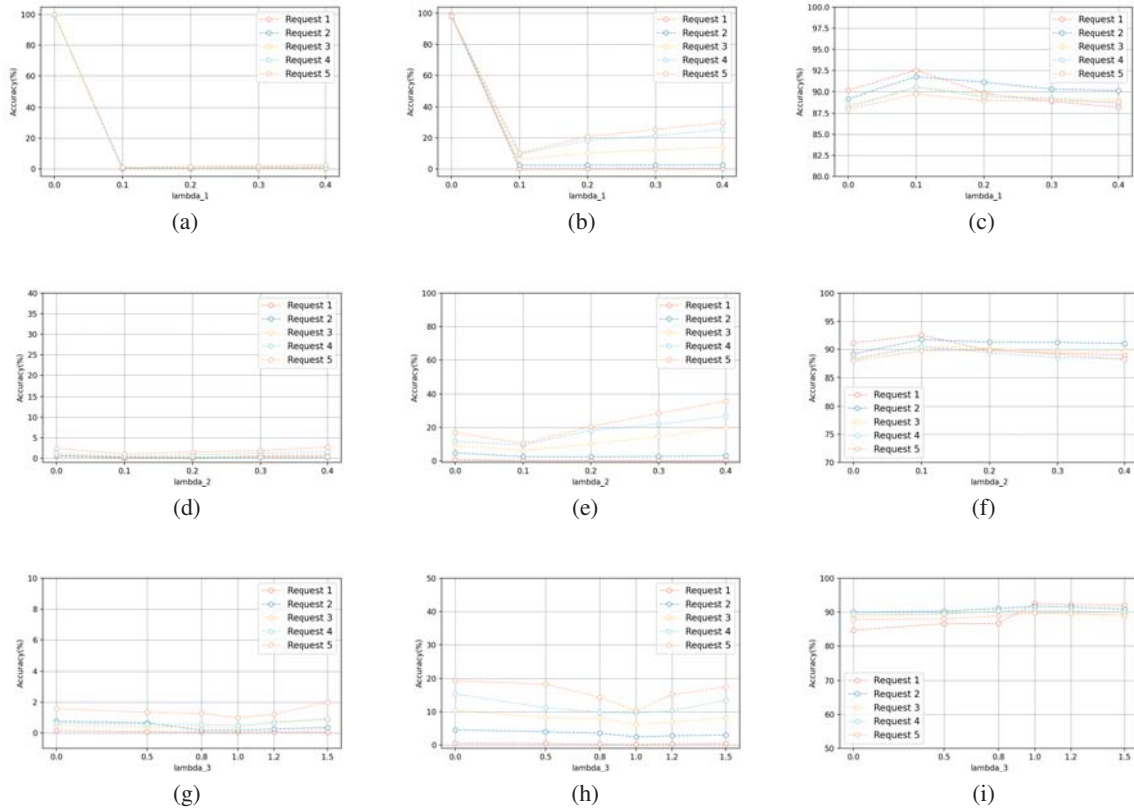 100
80
60
40
20
0
Accuracy(%)
Request 1
Request 2
Request 3
Request 4
Request 5
0.0 0.1 0.2 0.3 0.4
lambda_1
(a)
100
80
60
40
20
0
Accuracy(%)
Request 1
Request 2
Request 3
Request 4
Request 5
0.0 0.1 0.2 0.3 0.4
lambda_1
(b)
100.0
97.5
95.0
92.5
90.0
87.5
85.0
82.5
80.0
Accuracy(%)
Request 1
Request 2
Request 3
Request 4
Request 5
0.0 0.1 0.2 0.3 0.4
lambda_1
(c)
40
35
30
25
20
15
10
5
0
Accuracy(%)
Request 1
Request 2
Request 3
Request 4
Request 5
0.0 0.1 0.2 0.3 0.4
lambda_2
(d)
100
80
60
40
20
0
Accuracy(%)
Request 1
Request 2
Request 3
Request 4
Request 5
0.0 0.1 0.2 0.3 0.4
lambda_2
(e)
100
95
90
85
80
75
70
Accuracy(%)
Request 1
Request 2
Request 3
Request 4
Request 5
0.0 0.1 0.2 0.3 0.4
lambda_2
(f)
10
8
6
4
2
0
Accuracy(%)
Request 1
Request 2
Request 3
Request 4
Request 5
0.0 0.5 0.8 1.0 1.2 1.5
lambda_3
(g)
50
40
30
20
10
0
Accuracy(%)
Request 1
Request 2
Request 3
Request 4
Request 5
0.0 0.5 0.8 1.0 1.2 1.5
lambda_3
(h)
100
90
80
70
60
50
Accuracy(%)
Request 1
Request 2
Request 3
Request 4
Request 5
0.0 0.5 0.8 1.0 1.2 1.5
lambda_3
(i)